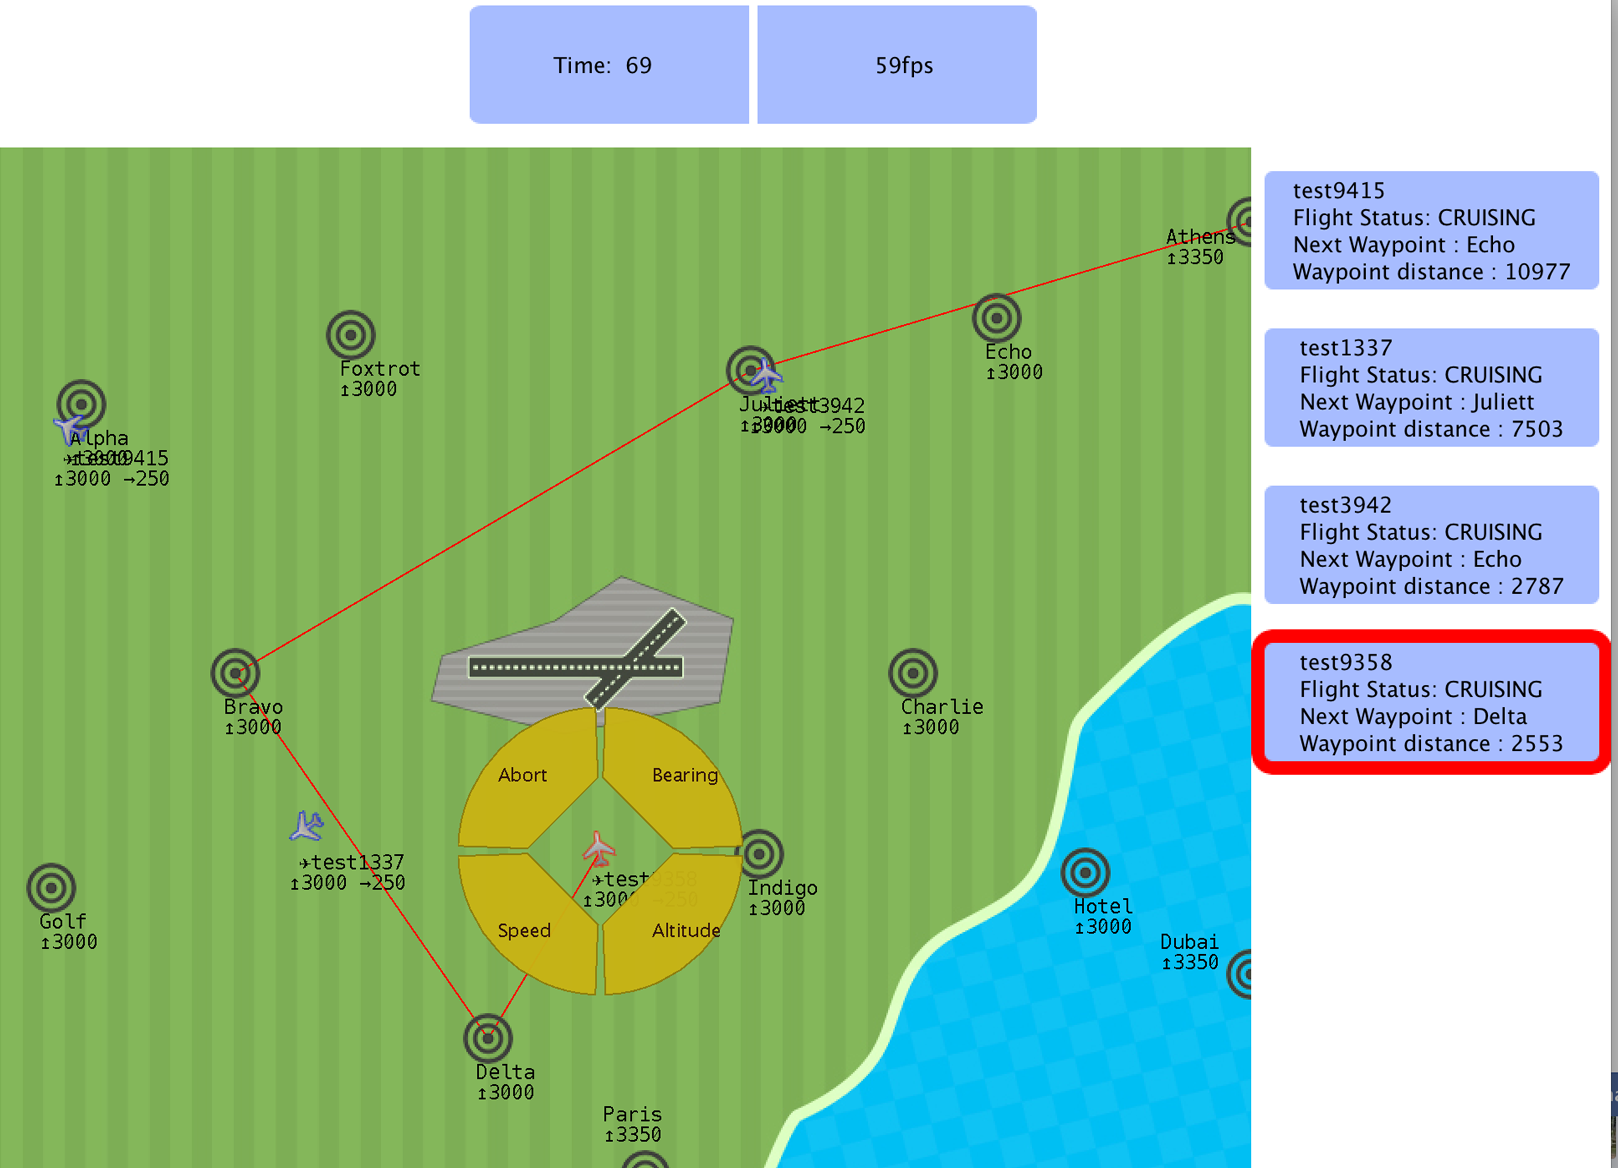 Time: 69
59fps
test9415
Flight Status: CRUISING
Next Waypoint : Echo
Waypoint distance : 10977
test1337
Flight Status: CRUISING
Next Waypoint : Juliett
Waypoint distance : 7503
test3942
Flight Status: CRUISING
Next Waypoint : Echo
Waypoint distance : 2787
test9358
Flight Status: CRUISING
Next Waypoint : Delta
Waypoint distance : 2553
Athens
↕3350
Echo
↕3000
Foxtrot
↕3000
Juliett
✈test3942
↕3000
↕3000 →250
Alpha
↕3000
✈test9415
↕3000 →250
Bravo
↕3000
Charlie
↕3000
Abort
Bearing
✈test1337
↕3000 →250
✈test9358
↕3000 →250
Indigo
↕3000
Speed
Altitude
Golf
↕3000
Hotel
↕3000
Dubai
↕3350
Delta
↕3000
Paris
↕3350